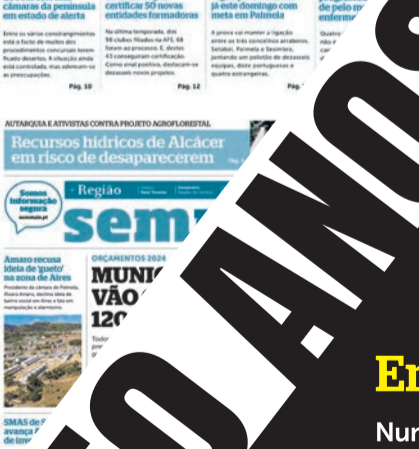 câmaras da península
em estado de alerta
Entre os vários constrangimentos
está o facto de muitos dos
procedimentos concursais terem
ficado desertos. A situação ainda
está controlada, mas adensam-se
as preocupações.
Pág. 10
certificar 50 novas
entidades formadoras
Na última temporada, dos
98 clubes filiados na AFS, 68
foram ao processo. E, destes
43 conseguiram certificação.
Como sinal positivo, destacam-se
dezasseis novos projetos.
Pág. 12
já este domingo com
meta em Palmela
A prova vai manter a ligação
entre os três concelhos arrábidos,
Setúbal, Palmela e Sesimbra,
juntando um pelotão de dezasseis
equipas, doze portuguesas e
quatro estrangeiras.
Pág.
de pelo m
enferme
Quatro
AUTARQUIA E ATIVISTAS CONTRA PROJETO AGROFLORESTAL
Recursos hídricos de Alcácer
em risco de desaparecerem
Somos
informação
segura
semmais.pt
+ Região
semm
Amaro recusa
ideia de 'gueto'
na zona de Aires
Presidente da câmara de Palmela,
Álvaro Amaro, declina ideia de
bairro social em Aires e fala em
manipulação e alarmismo.
ORÇAMENTOS 2024
MUNIC
VÃO
120
SMAS de S
avança
de inve
O ANOS
En
Nun